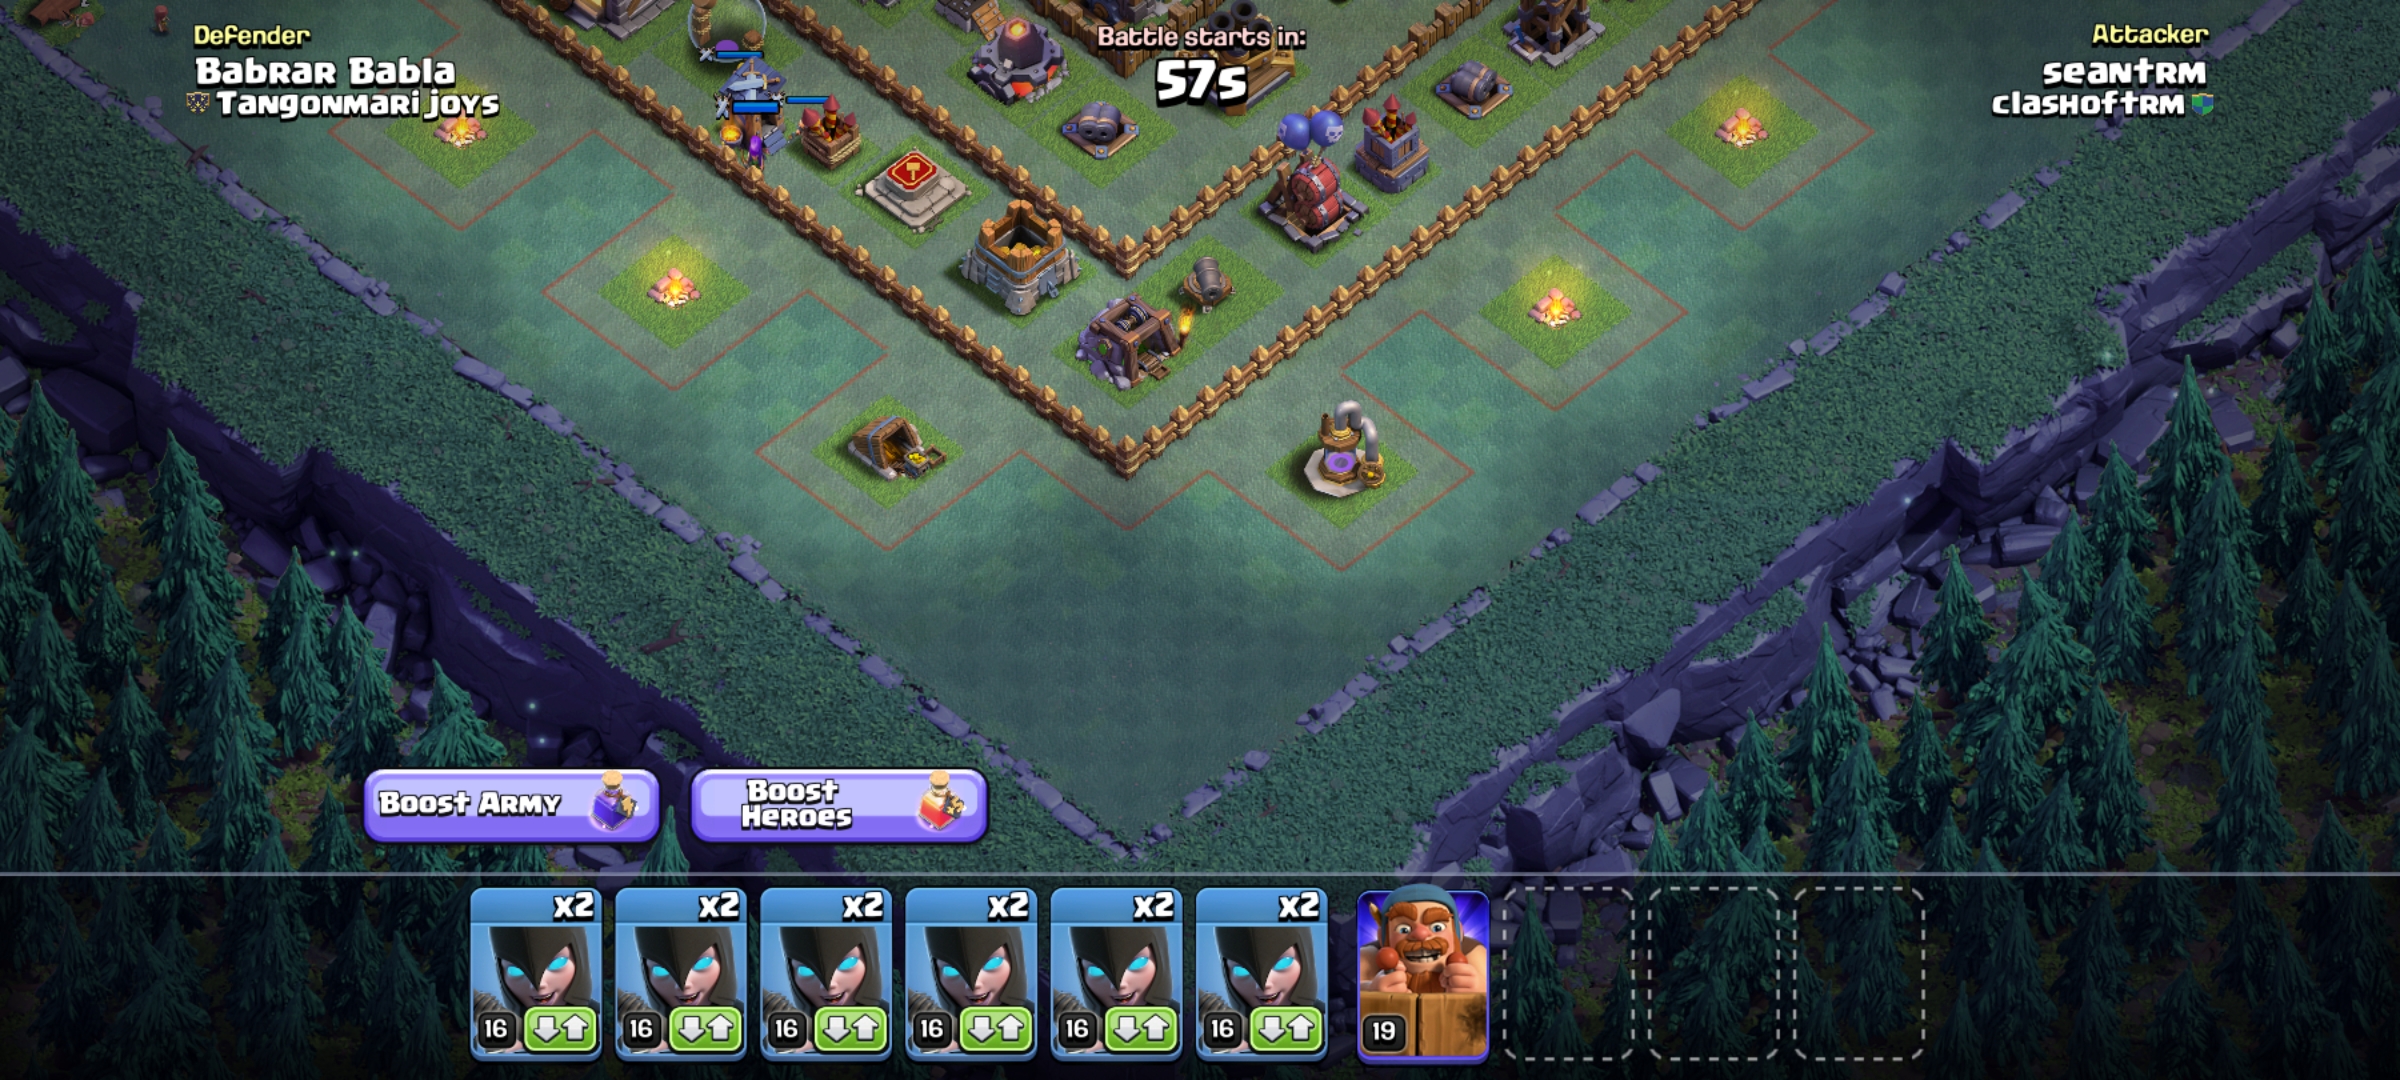 Defender
Babrar Babla
Tangonmari joys
Battle starts in:
57s
Attacker
seantRM
clashoftRM
Boost Army
Boost
Heroes
x2
x2
x2
x2
x2
x2
16
16
16
16
16
16
19